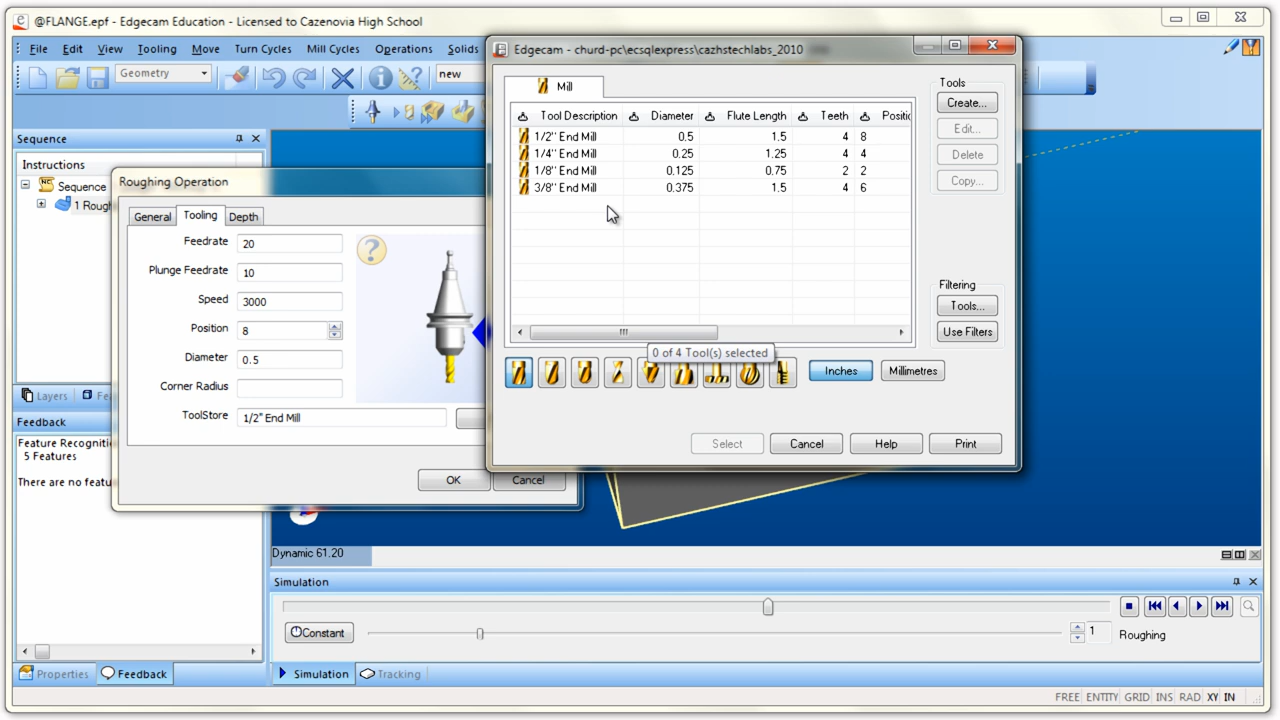 @FLANGE.epf - Edgecam Education - Licensed to Cazenovia High School
File Edit View Tooling Move Turn Cycles Mill Cycles Operations Solids
Geometry
new
Edgecam - churd-pc\ecsqlexpress\cazhstechlabs_2010
Mill
Tool Description Diameter Flute Length Teeth Positic
1/2" End Mill 0.5 1.5 4 8
1/4" End Mill 0.25 1.25 4 4
1/8" End Mill 0.125 0.75 2 2
3/8" End Mill 0.375 1.5 4 6
0 of 4 Tool(s) selected
Inches Millimetres
Select Cancel Help Print
Tools
Create...
Edit...
Delete
Copy...
Filtering
Tools...
Use Filters
Sequence
Instructions
Sequence
1 Rough
Roughing Operation
General Tooling Depth
Feedrate 20
Plunge Feedrate 10
Speed 3000
Position 8
Diameter 0.5
Corner Radius
ToolStore 1/2" End Mill
OK Cancel
Layers Fe
Feedback
Feature Recogniti
5 Features
There are no featu
Properties Feedback
Dynamic 61.20
Simulation
Constant
1 Roughing
Simulation Tracking
FREE ENTITY GRID INS RAD XY IN